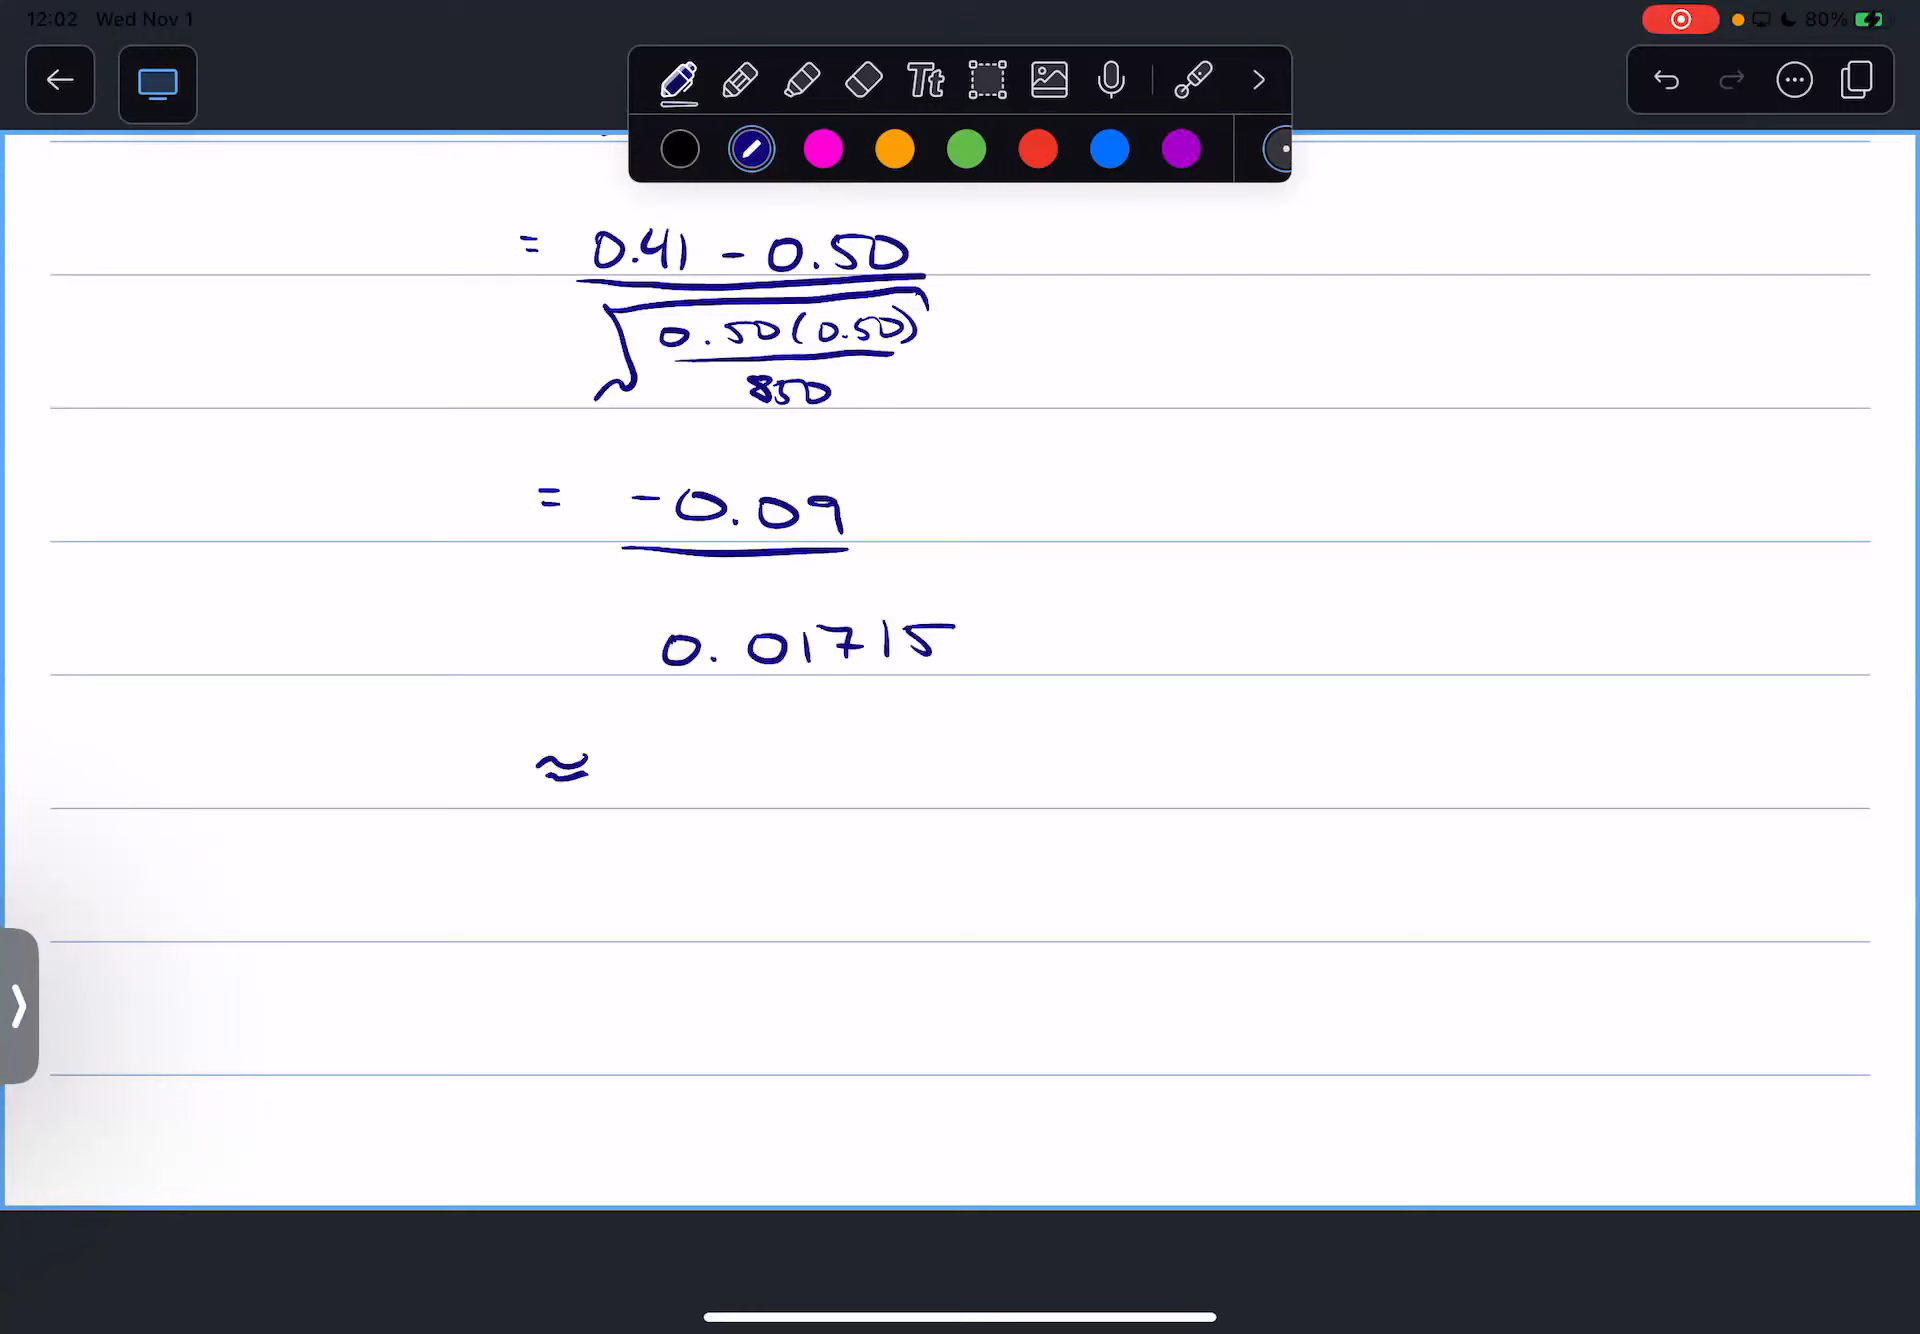 12:02 Wed Nov 1
80%
Tt
= 0.41 - 0.50
√ 0.50(0.50)
850
= -0.09
0.01715
≈